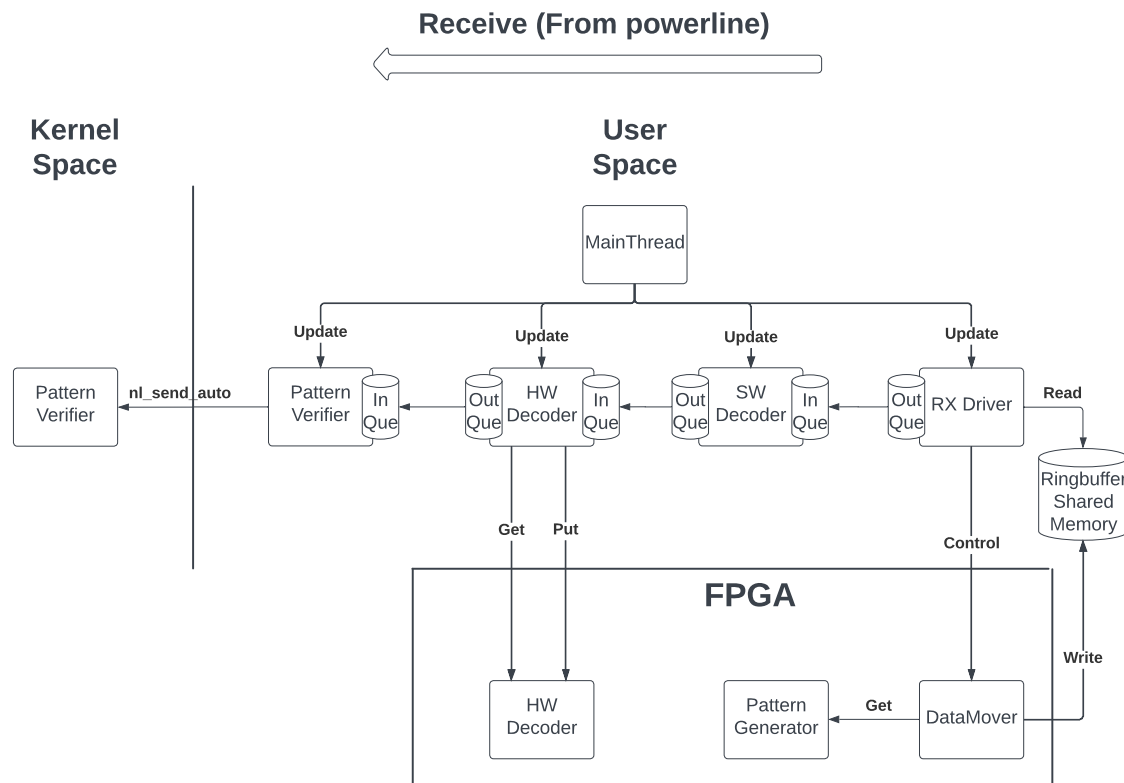 Receive (From powerline)
Kernel
Space
User
Space
MainThread
Update
Update
Update
Update
Pattern
Verifier
nl_send_auto
Pattern
Verifier
In
Que
Out
Que
HW
Decoder
In
Que
Out
Que
SW
Decoder
In
Que
Out
Que
RX Driver
Read
Ringbuffer
Shared
Memory
Get
Put
Control
FPGA
Write
HW
Decoder
Pattern
Generator
Get
DataMover